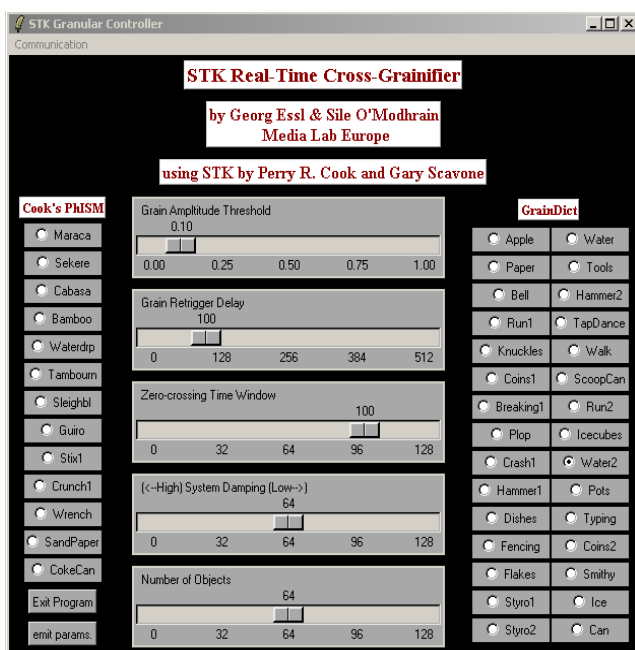 STK Granular Controller
Communication
STK Real-Time Cross-Grainifier
by Georg Essl & Sile O'Modhrain
Media Lab Europe
using STK by Perry R. Cook and Gary Scavone
Cook's PhISM
Maraca
Sekere
Cabasa
Bamboo
Waterdrp
Tambourn
Sleighbl
Guiro
Stix1
Crunch1
Wrench
SandPaper
CokeCan
Exit Program
emit params.
Grain Ampltitude Threshold
0.10
0.00 0.25 0.50 0.75 1.00
Grain Retrigger Delay
100
0 128 256 384 512
Zero-crossing Time Window
100
0 32 64 96 128
(<--High) System Damping (Low-->)
64
0 32 64 96 128
Number of Objects
64
0 32 64 96 128
GrainDict
Apple Water
Paper Tools
Bell Hammer2
Run1 TapDance
Knuckles Walk
Coins1 ScoopCan
Breaking1 Run2
Plop Icecubes
Crash1 Water2
Hammer1 Pots
Dishes Typing
Fencing Coins2
Flakes Smithy
Styro1 Ice
Styro2 Can